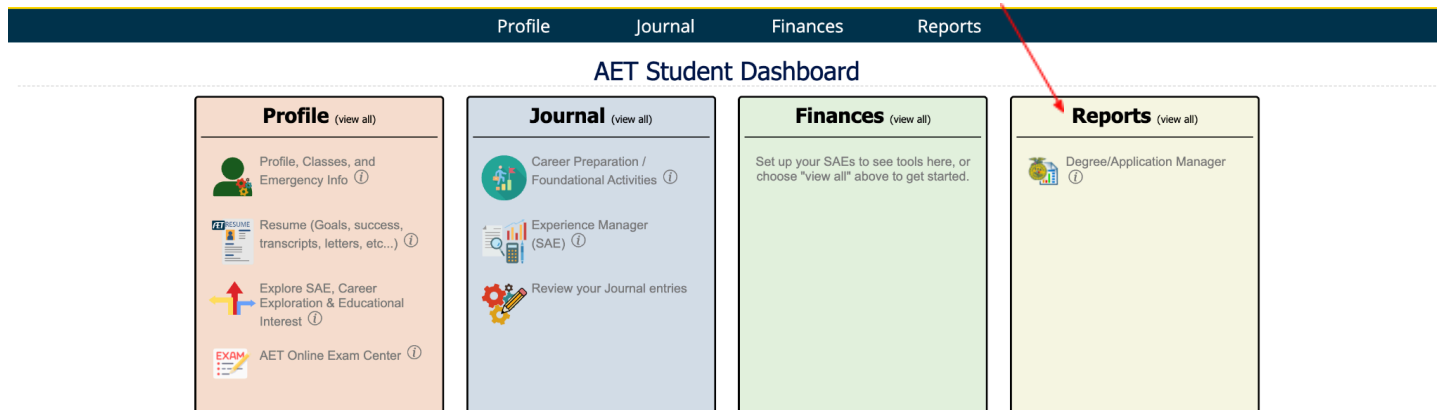 Profile Journal Finances Reports
AET Student Dashboard
Profile (view all)
Profile, Classes, and
Emergency Info i
AET RESUME
Resume (Goals, success,
transcripts, letters, etc...) i
Explore SAE, Career
Exploration & Educational
Interest i
EXAM
AET Online Exam Center i
Journal (view all)
Career Preparation /
Foundational Activities i
Experience Manager
(SAE) i
Review your Journal entries
Finances (view all)
Set up your SAEs to see tools here, or
choose "view all" above to get started.
Reports (view all)
Degree/Application Manager
i